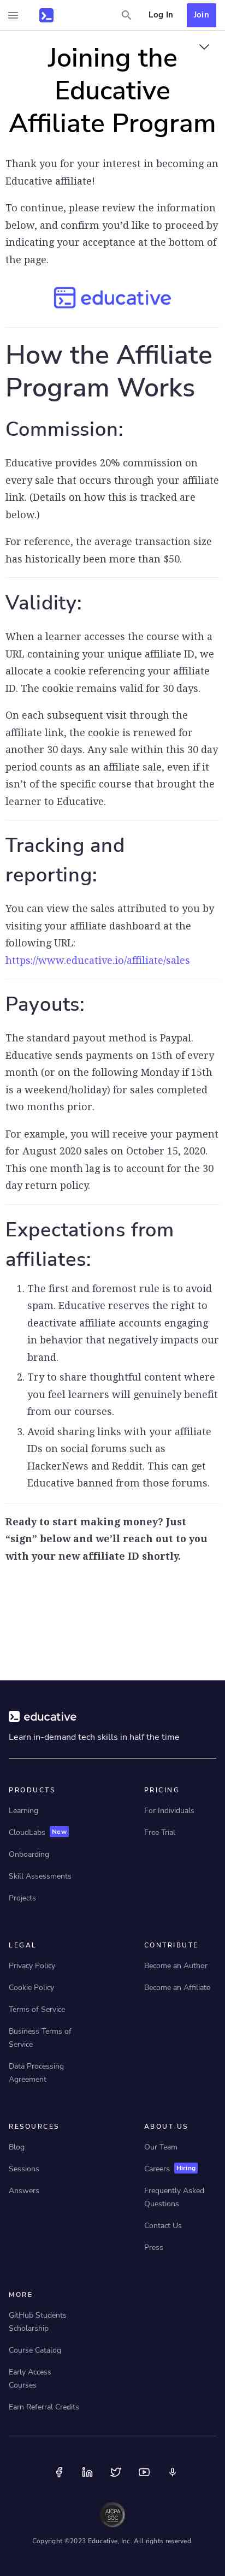 Log In
Join
Joining the
Educative
Affiliate Program
Thank you for your interest in becoming an
Educative affiliate!
To continue, please review the information
below, and confirm you’d like to proceed by
indicating your acceptance at the bottom of
the page.
educative
How the Affiliate
Program Works
Commission:
Educative provides 20% commission on
every sale that occurs through your affiliate
link. (Details on how this is tracked are
below.)
For reference, the average transaction size
has historically been more than $50.
Validity:
When a learner accesses the course with a
URL containing your unique affiliate ID, we
allocate a cookie referencing your affiliate
ID. The cookie remains valid for 30 days.
On each subsequent visit through the
affiliate link, the cookie is renewed for
another 30 days. Any sale within this 30 day
period counts as an affiliate sale, even if it
isn’t of the specific course that brought the
learner to Educative.
Tracking and
reporting:
You can view the sales attributed to you by
visiting your affiliate dashboard at the
following URL:
https://www.educative.io/affiliate/sales
Payouts:
The standard payout method is Paypal.
Educative sends payments on 15th of every
month (or on the following Monday if 15th
is a weekend/holiday) for sales completed
two months prior.
For example, you will receive your payment
for August 2020 sales on October 15, 2020.
This one month lag is to account for the 30
day return policy.
Expectations from
affiliates:
1. The first and foremost rule is to avoid
spam. Educative reserves the right to
deactivate affiliate accounts engaging
in behavior that negatively impacts our
brand.
2. Try to share thoughtful content where
you feel learners will genuinely benefit
from our courses.
3. Avoid sharing links with your affiliate
IDs on social forums such as
HackerNews and Reddit. This can get
Educative banned from those forums.
Ready to start making money? Just
“sign” below and we’ll reach out to you
with your new affiliate ID shortly.
educative
Learn in-demand tech skills in half the time
PRODUCTS
Learning
CloudLabs New
Onboarding
Skill Assessments
Projects
PRICING
For Individuals
Free Trial
LEGAL
Privacy Policy
Cookie Policy
Terms of Service
Business Terms of
Service
Data Processing
Agreement
CONTRIBUTE
Become an Author
Become an Affiliate
RESOURCES
Blog
Sessions
Answers
ABOUT US
Our Team
Careers Hiring
Frequently Asked
Questions
Contact Us
Press
MORE
GitHub Students
Scholarship
Course Catalog
Early Access
Courses
Earn Referral Credits
AICPA
SOC
Copyright ©2023 Educative, Inc. All rights reserved.